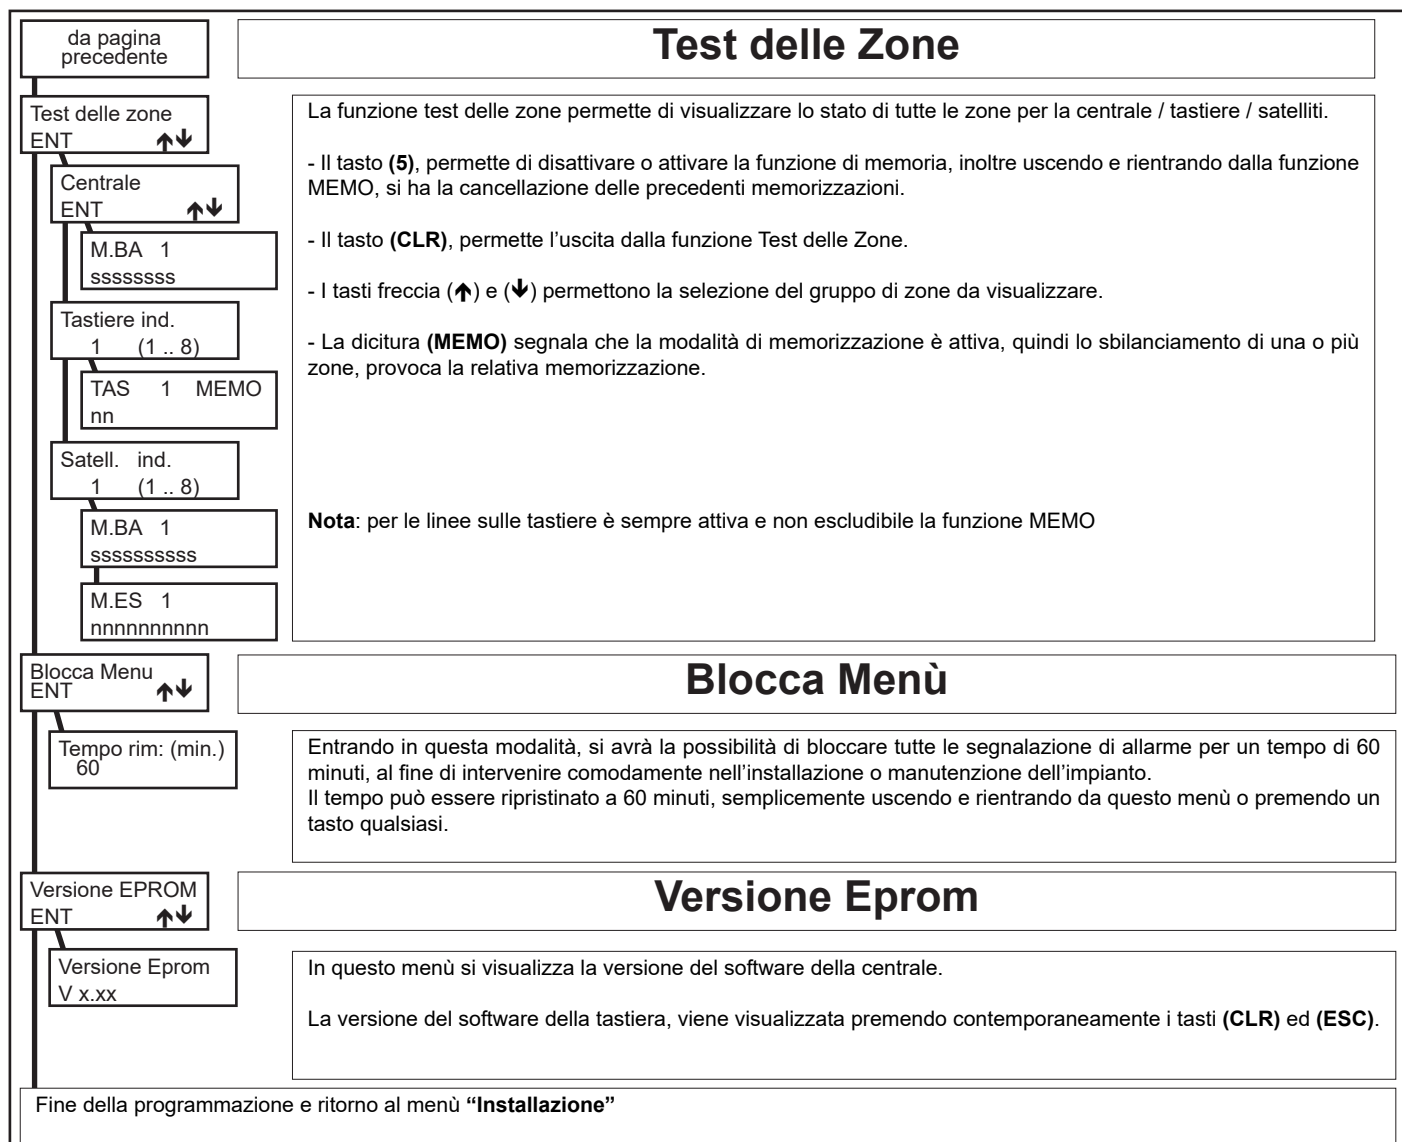 da pagina
precedente
Test delle Zone
Test delle zone
ENT ↑↓
Centrale
ENT ↑↓
M.BA 1
ssssssss
Tastiere ind.
1 (1 .. 8)
TAS 1 MEMO
nn
Satell. ind.
1 (1 .. 8)
M.BA 1
ssssssssss
M.ES 1
nnnnnnnnnn
La funzione test delle zone permette di visualizzare lo stato di tutte le zone per la centrale / tastiere / satelliti.
- Il tasto (5), permette di disattivare o attivare la funzione di memoria, inoltre uscendo e rientrando dalla funzione
MEMO, si ha la cancellazione delle precedenti memorizzazioni.
- Il tasto (CLR), permette l'uscita dalla funzione Test delle Zone.
- I tasti freccia (↑) e (↓) permettono la selezione del gruppo di zone da visualizzare.
- La dicitura (MEMO) segnala che la modalità di memorizzazione è attiva, quindi lo sbilanciamento di una o più
zone, provoca la relativa memorizzazione.
Nota: per le linee sulle tastiere è sempre attiva e non escludibile la funzione MEMO
Blocca Menu
ENT ↑↓
Blocca Menù
Tempo rim: (min.)
60
Entrando in questa modalità, si avrà la possibilità di bloccare tutte le segnalazione di allarme per un tempo di 60
minuti, al fine di intervenire comodamente nell'installazione o manutenzione dell'impianto.
Il tempo può essere ripristinato a 60 minuti, semplicemente uscendo e rientrando da questo menù o premendo un
tasto qualsiasi.
Versione EPROM
ENT ↑↓
Versione Eprom
Versione Eprom
V x.xx
In questo menù si visualizza la versione del software della centrale.
La versione del software della tastiera, viene visualizzata premendo contemporaneamente i tasti (CLR) ed (ESC).
Fine della programmazione e ritorno al menù “Installazione”